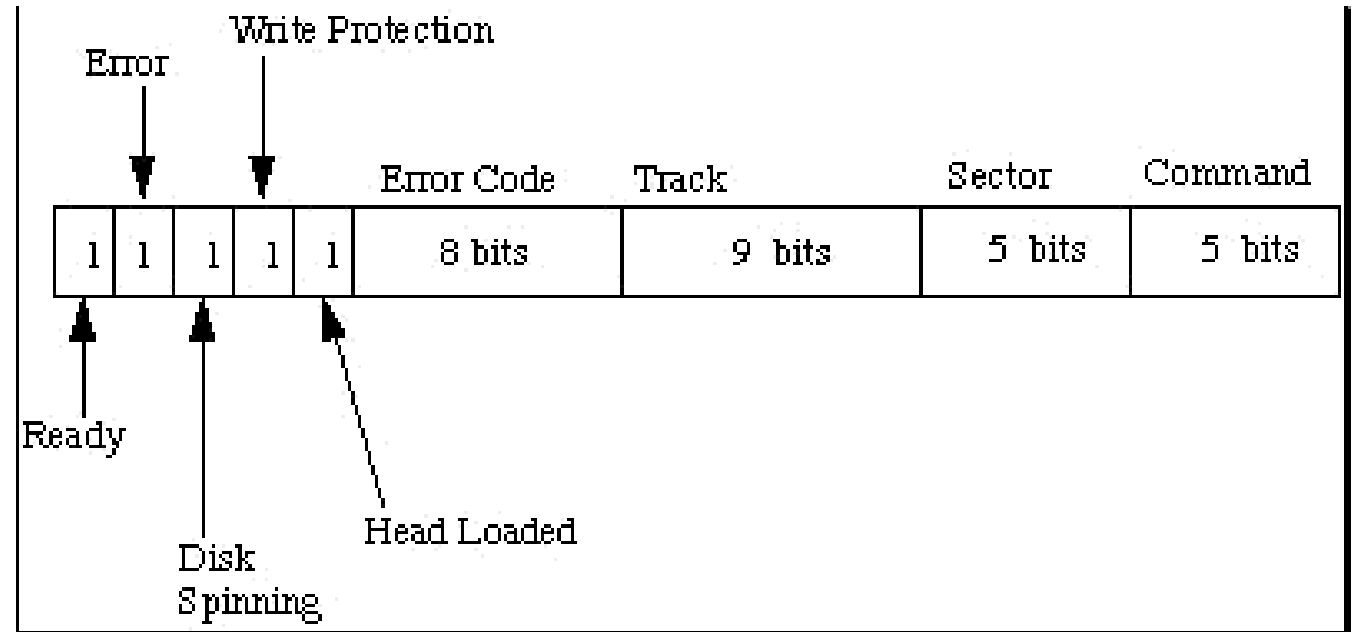 Write Protection
Error
Error Code Track Sector Command
1 1 1 1 1 8 bits 9 bits 5 bits 5 bits
Ready
Head Loaded
Disk
Spinning